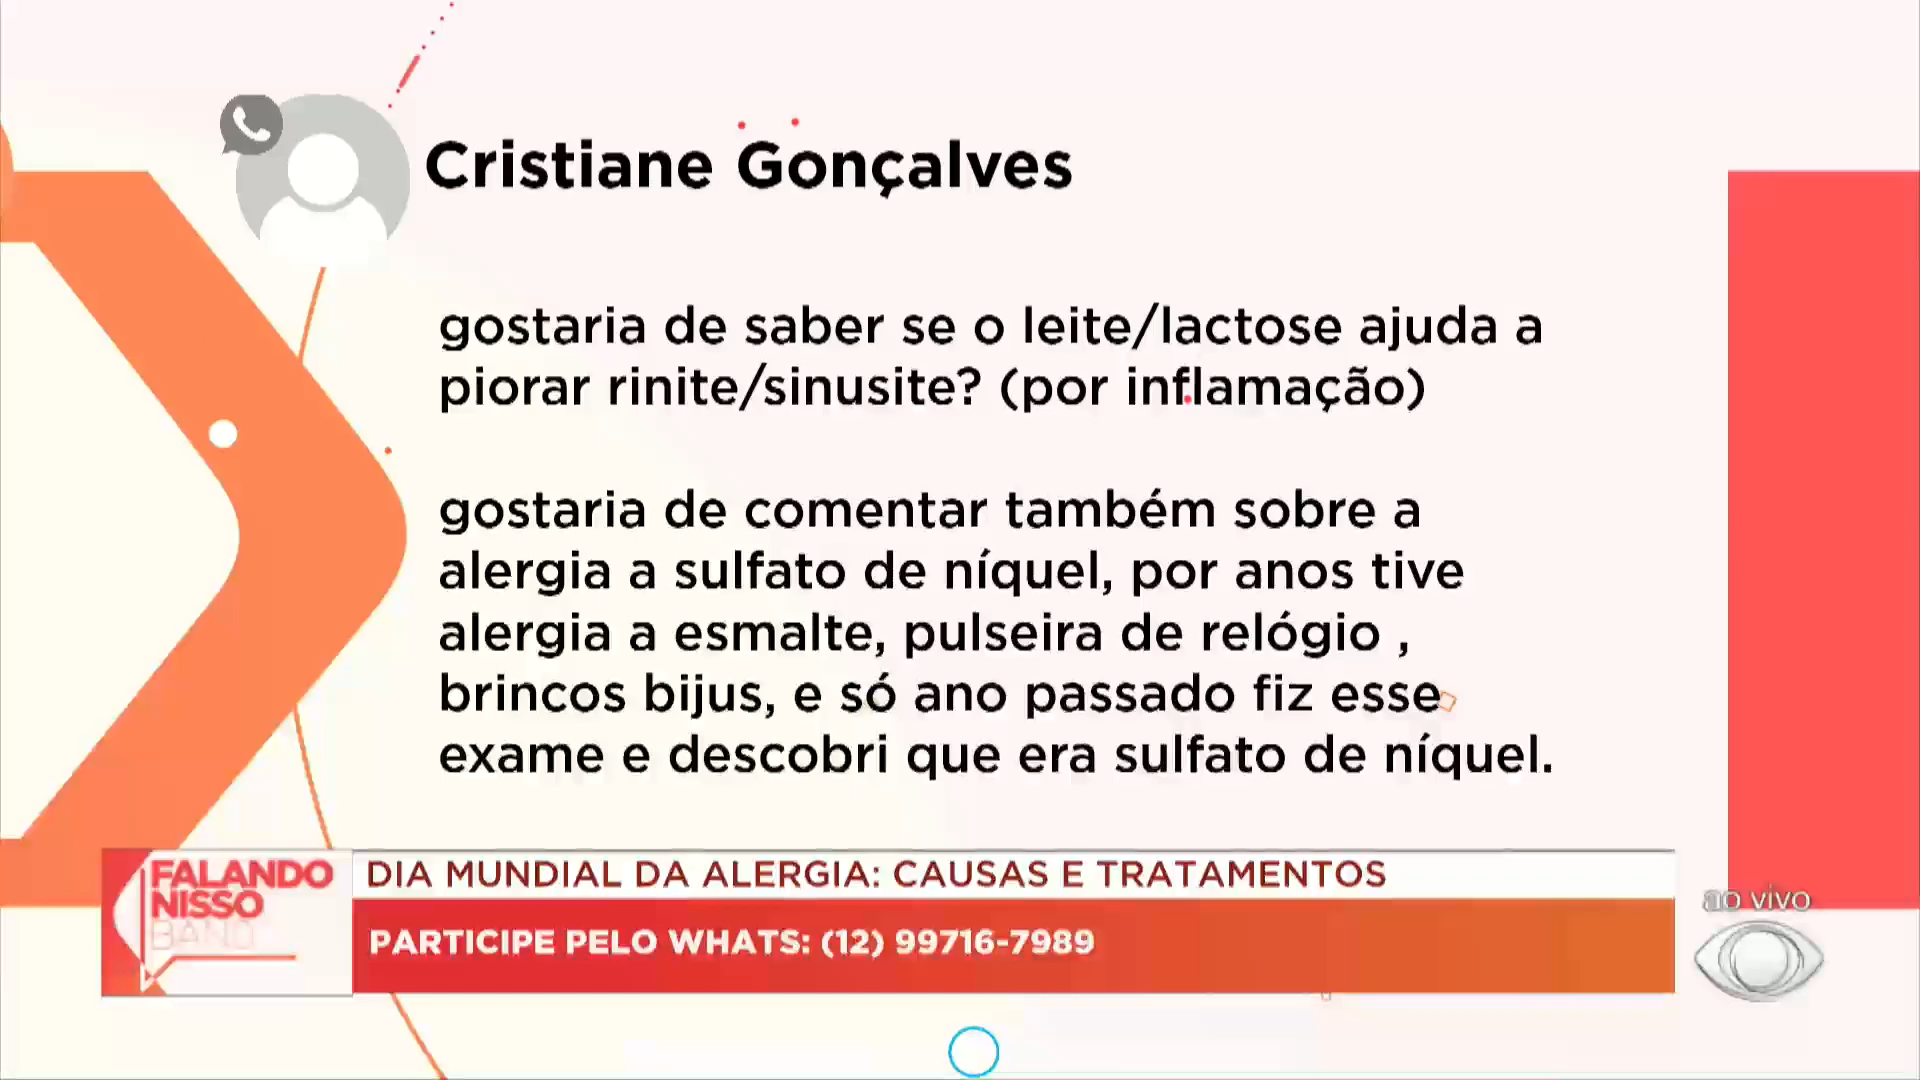 Cristiane Gonçalves
gostaria de saber se o leite/lactose ajuda a
piorar rinite/sinusite? (por inflamação)
gostaria de comentar também sobre a
alergia a sulfato de níquel, por anos tive
alergia a esmalte, pulseira de relógio ,
brincos bijus, e só ano passado fiz esse
exame e descobri que era sulfato de níquel.
FALANDO
NISSO
BAND
DIA MUNDIAL DA ALERGIA: CAUSAS E TRATAMENTOS
PARTICIPE PELO WHATS: (12) 99716-7989
ao vivo